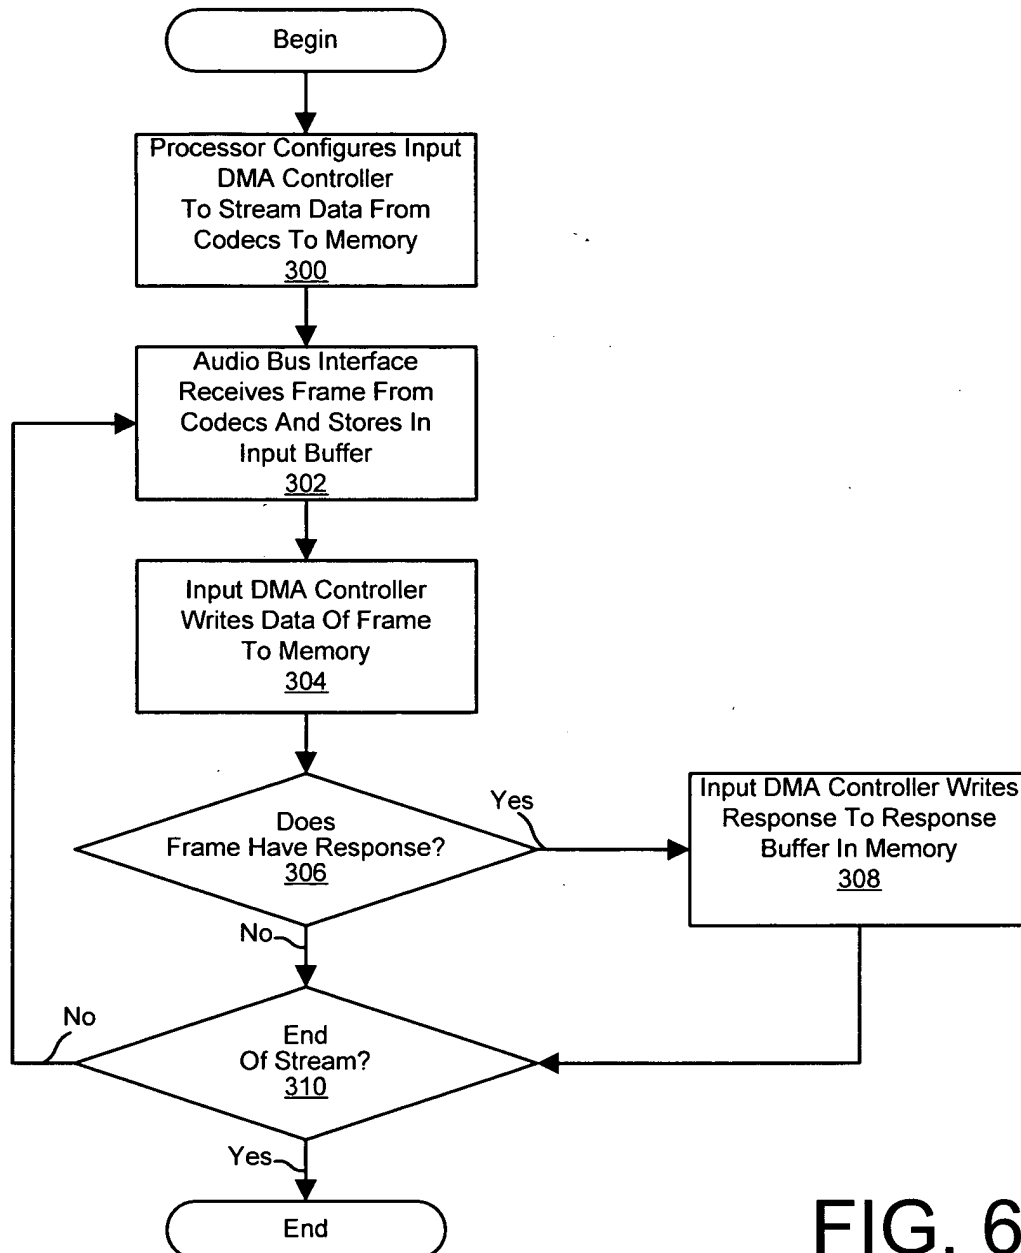 Begin
Processor Configures Input
DMA Controller
To Stream Data From
Codecs To Memory
300
Audio Bus Interface
Receives Frame From
Codecs And Stores In
Input Buffer
302
Input DMA Controller
Writes Data Of Frame
To Memory
304
Does
Frame Have Response?
306
Yes
Input DMA Controller Writes
Response To Response
Buffer In Memory
308
No
End
Of Stream?
310
No
Yes
End
FIG. 6